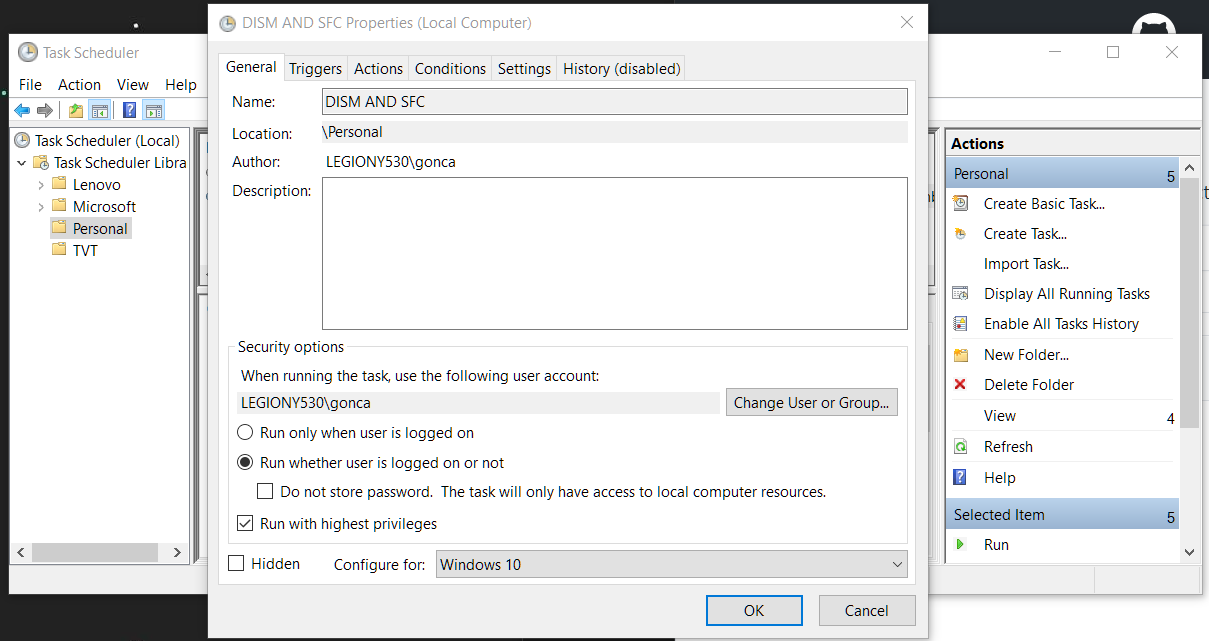 DISM AND SFC Properties (Local Computer)
Task Scheduler
File Action View Help
Task Scheduler (Local)
Task Scheduler Libra
Lenovo
Microsoft
Personal
TVT
General Triggers Actions Conditions Settings History (disabled)
Name: DISM AND SFC
Location: \Personal
Author: LEGIONY530\gonca
Description:
Security options
When running the task, use the following user account:
LEGIONY530\gonca Change User or Group...
Run only when user is logged on
Run whether user is logged on or not
Do not store password. The task will only have access to local computer resources.
Run with highest privileges
Hidden Configure for: Windows 10
OK Cancel
Actions
Personal 5
Create Basic Task...
Create Task...
Import Task...
Display All Running Tasks
Enable All Tasks History
New Folder...
Delete Folder
View 4
Refresh
Help
Selected Item 5
Run